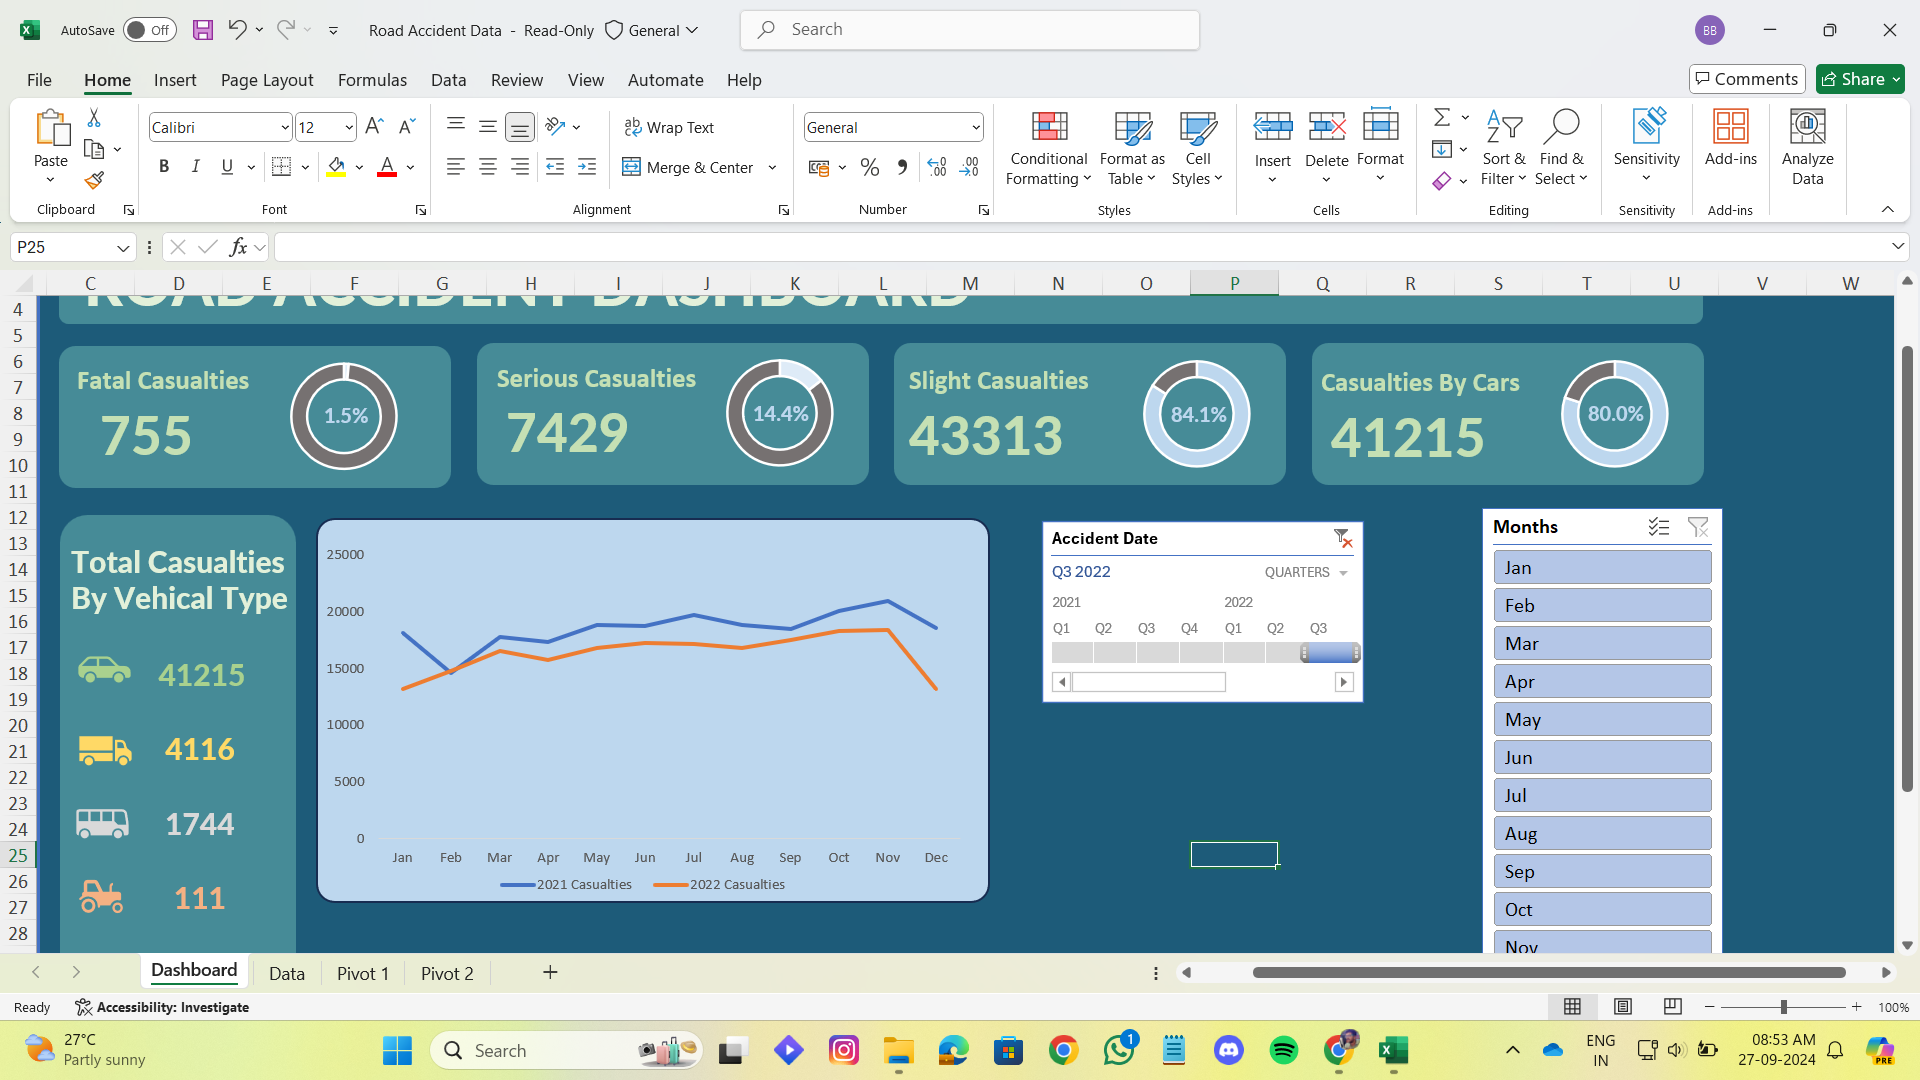 AutoSave Off Road Accident Data - Read-Only General Search BB
File Home Insert Page Layout Formulas Data Review View Automate Help Comments Share
Paste Calibri 12 Wrap Text General Conditional Formatting Format as Table Cell Styles Insert Delete Format Sort & Filter Find & Select Sensitivity Add-ins Analyze Data
B I U A Merge & Center
Clipboard Font Alignment Number Styles Cells Editing Sensitivity Add-ins
P25 fx
C D E F G H I J K L M N O P Q R S T U V W
4
5
6
7
8
9
10
11
12
13
14
15
16
17
18
19
20
21
22
23
24
25
26
27
28
ROAD ACCIDENT DASHBOARD
Fatal Casualties
755
1.5%
Serious Casualties
7429
14.4%
Slight Casualties
43313
84.1%
Casualties By Cars
41215
80.0%
Total Casualties
By Vehical Type
41215
4116
1744
111
25000
20000
15000
10000
5000
0
Jan Feb Mar Apr May Jun Jul Aug Sep Oct Nov Dec
2021 Casualties 2022 Casualties
Accident Date
Q3 2022 QUARTERS
2021 2022
Q1 Q2 Q3 Q4 Q1 Q2 Q3
Months
Jan
Feb
Mar
Apr
May
Jun
Jul
Aug
Sep
Oct
Nov
Dashboard Data Pivot 1 Pivot 2
Ready Accessibility: Investigate 100%
27°C
Partly sunny
Search
1
ENG
IN
08:53 AM
27-09-2024
PRE